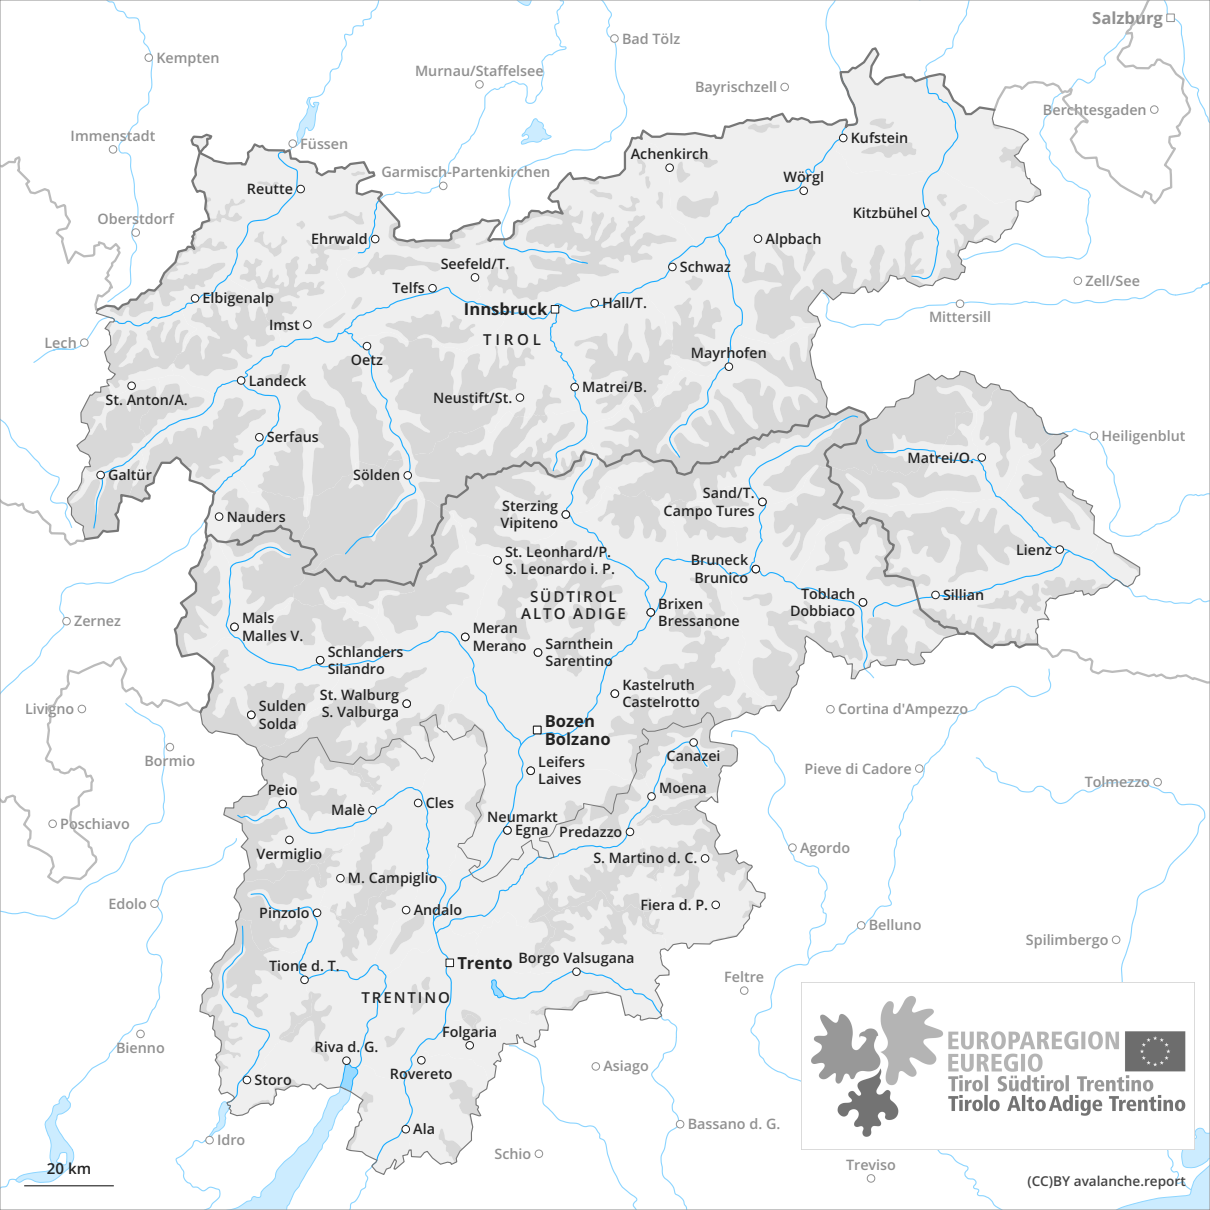 Salzburg
Bad Tölz
Kempten
Murnau/Staffelsee
Bayrischzell
Berchtesgaden
Immenstadt
Füssen
Kufstein
Achenkirch
Garmisch-Partenkirchen
Wörgl
Reutte
Kitzbühel
Oberstdorf
Ehrwald
Alpbach
Seefeld/T.
Schwaz
Zell/See
Telfs
Elbigenalp
Hall/T.
Innsbruck
Mittersill
Imst
TIROL
Lech
Mayrhofen
Oetz
Landeck
Matrei/B.
St. Anton/A.
Neustift/St.
Serfaus
Heiligenblut
Matrei/O.
Galtür
Sölden
Sand/T.
Campo Tures
Sterzing
Vipiteno
Nauders
St. Leonhard/P.
S. Leonardo i. P.
Lienz
Bruneck
Brunico
SÜDTIROL
ALTO ADIGE
Toblach
Dobbiaco
Sillian
Brixen
Bressanone
Zernez
Mals
Malles V.
Meran
Merano
Sarnthein
Sarentino
Schlanders
Silandro
Kastelruth
Castelrotto
St. Walburg
S. Valburga
Sulden
Solda
Livigno
Cortina d'Ampezzo
Bozen
Bolzano
Bormio
Canazei
Leifers
Laives
Pieve di Cadore
Tolmezzo
Peio
Moena
Malè
Cles
Neumarkt
Egna
Predazzo
Poschiavo
Vermiglio
Agordo
S. Martino d. C.
M. Campiglio
Edolo
Fiera d. P.
Pinzolo
Andalo
Belluno
Spilimbergo
Borgo Valsugana
Trento
Tione d. T.
Feltre
TRENTINO
Folgaria
Bienno
Riva d. G.
Rovereto
Asiago
Storo
EUROPAREGION
EUREGIO
Tirol Südtirol Trentino
Tirolo Alto Adige Trentino
Ala
Bassano d. G.
Idro
Schio
Treviso
20 km
(CC)BY avalanche.report